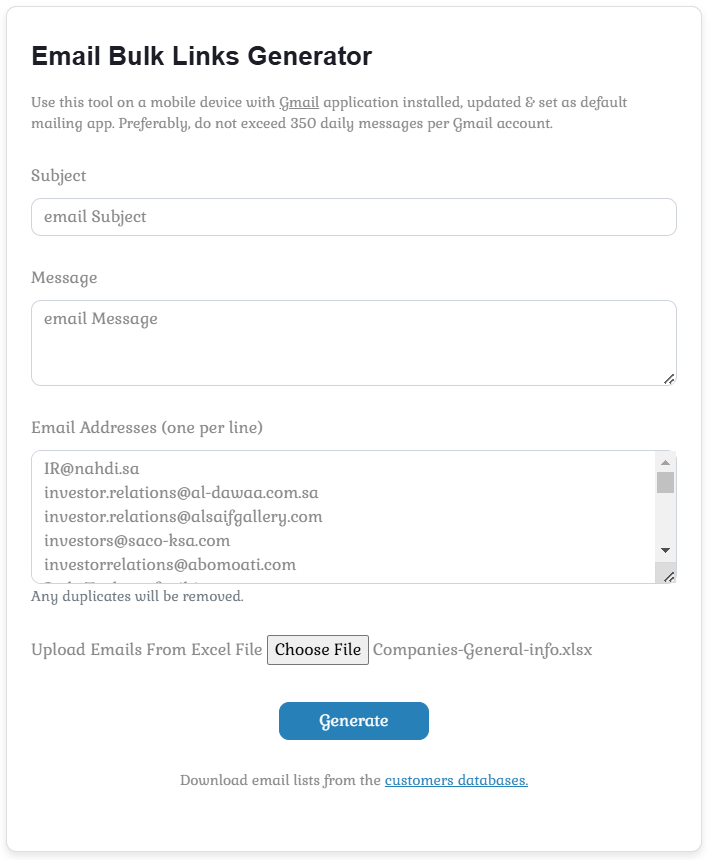 Email Bulk Links Generator
Use this tool on a mobile device with Gmail application installed, updated & set as default
mailing app. Preferably, do not exceed 350 daily messages per Gmail account.
Subject
email Subject
Message
email Message
Email Addresses (one per line)
IR@nahdi.sa
investor.relations@al-dawaa.com.sa
investor.relations@alsaifgallery.com
investors@saco-ksa.com
investorrelations@abomoati.com
Any duplicates will be removed.
Upload Emails From Excel File Choose File Companies-General-info.xlsx
Generate
Download email lists from the customers databases.